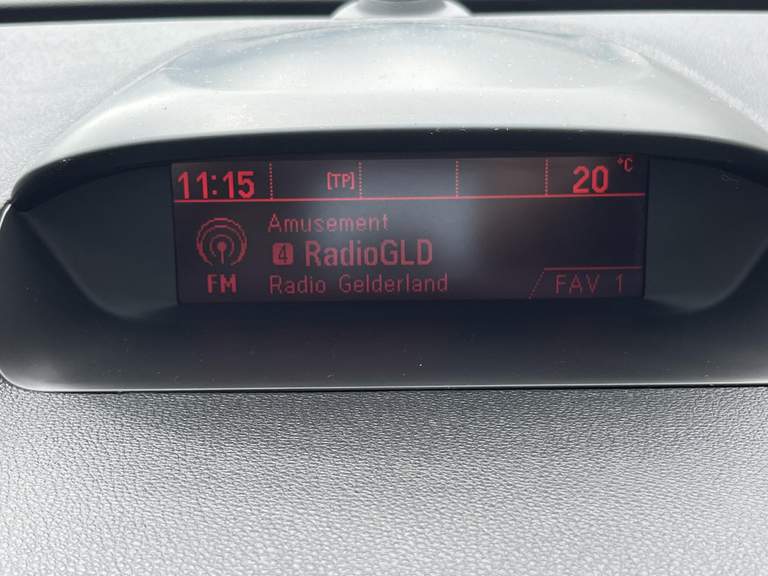 11:15 [TP] 20 °C
Amusement
4 RadioGLD
FM Radio Gelderland FAV 1